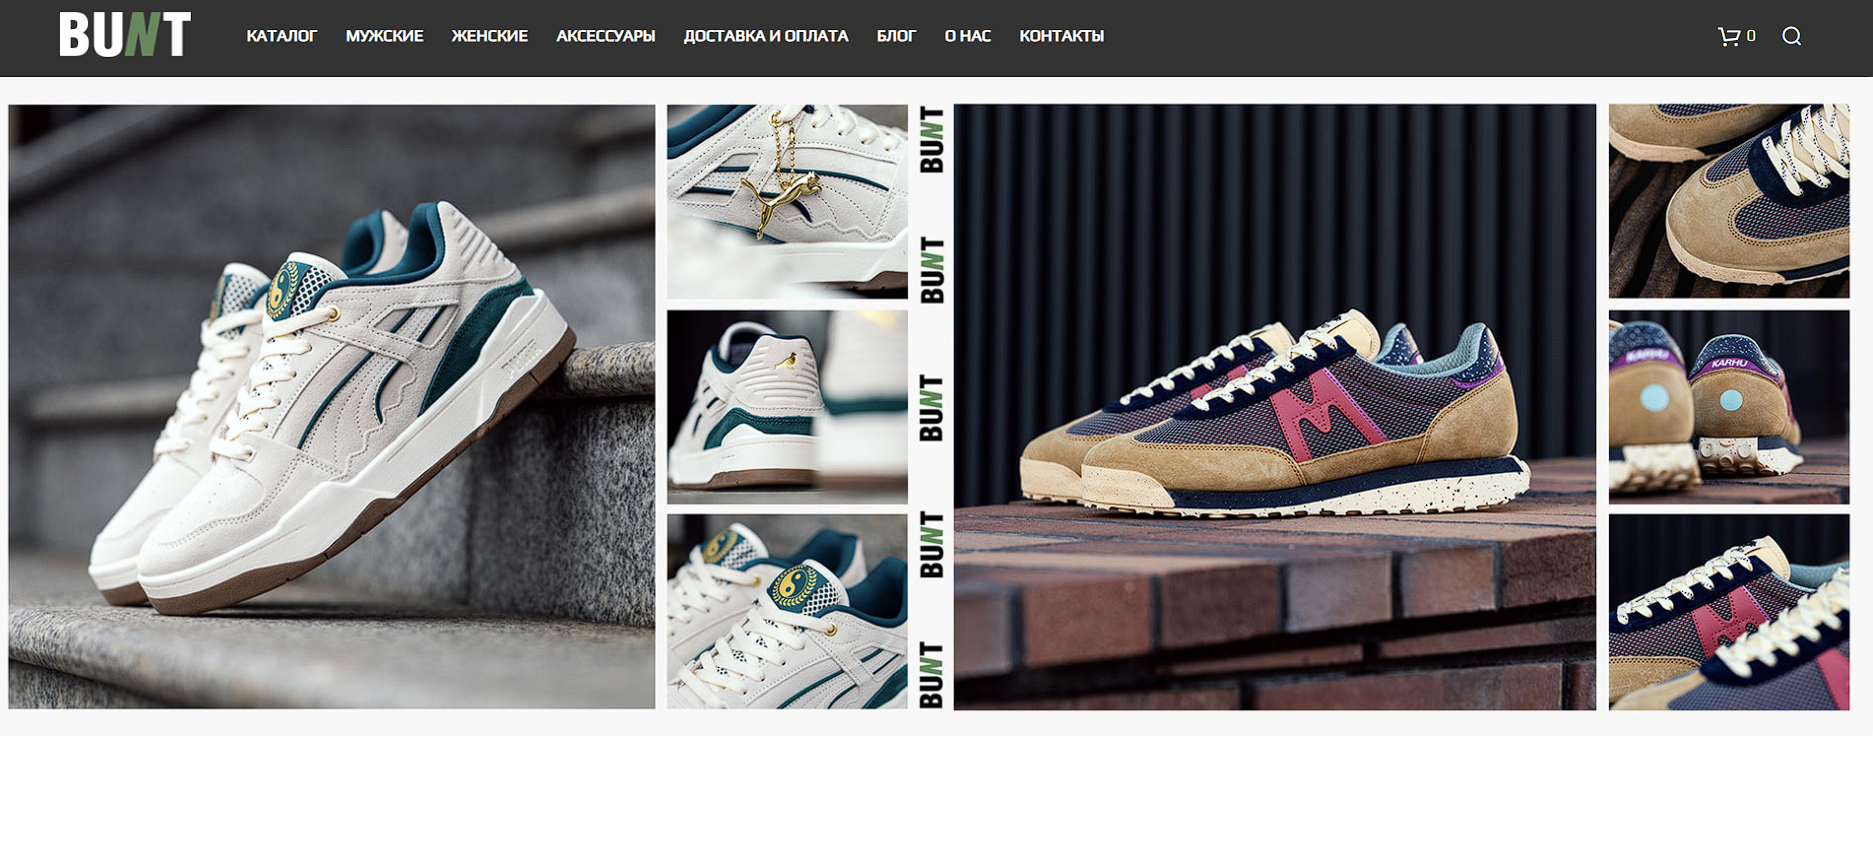 BUNT
КАТАЛОГ МУЖСКИЕ ЖЕНСКИЕ АКСЕССУАРЫ ДОСТАВКА И ОПЛАТА БЛОГ О НАС КОНТАКТЫ 0
BUNT
BUNT
BUNT
BUNT
BUNT
KARHU
KARHU